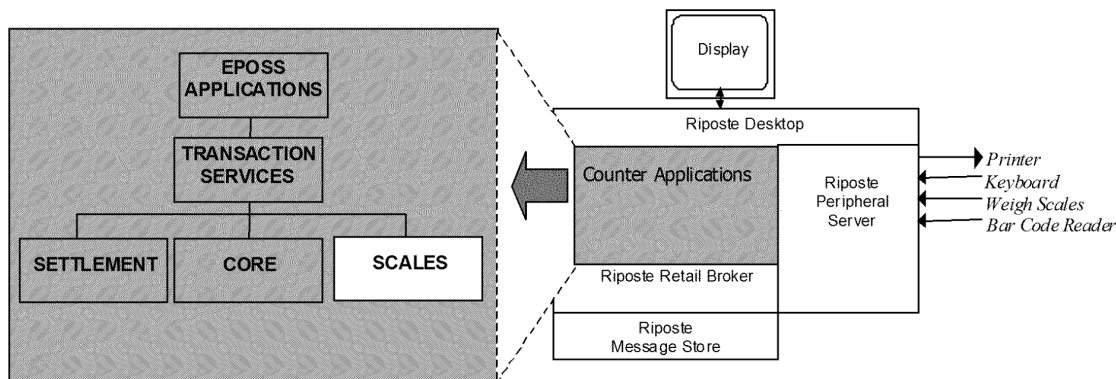 EPOSS
APPLICATIONS
TRANSACTION
SERVICES
SETTLEMENT
CORE
SCALES
Display
Riposte Desktop
Counter Applications
Riposte
Peripheral
Server
Printer
Keyboard
Weigh Scales
Bar Code Reader
Riposte Retail Broker
Riposte
Message Store